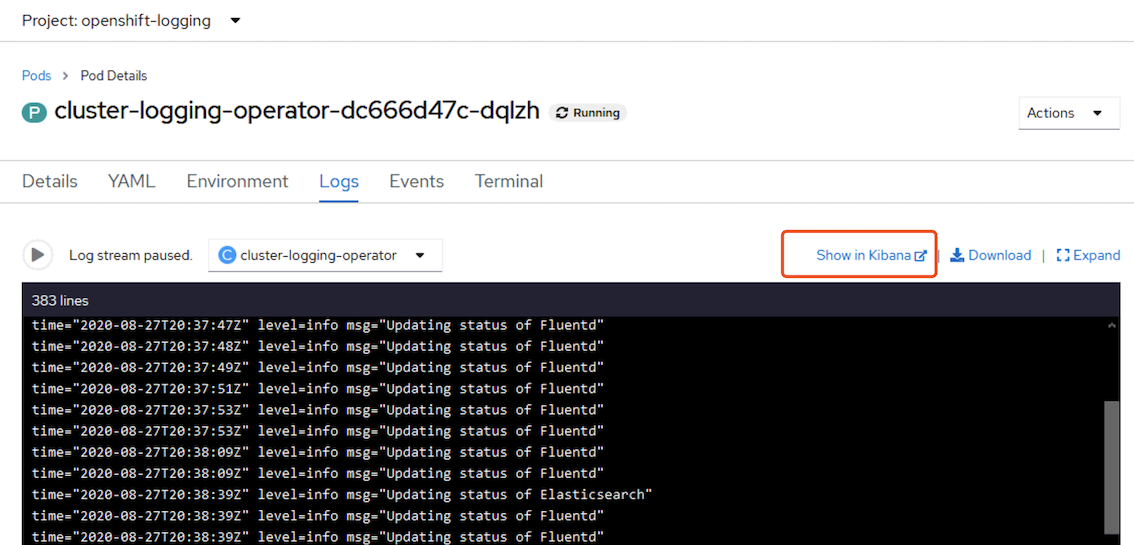 Project: openshift-logging
Pods > Pod Details
P cluster-logging-operator-dc666d47c-dqlzh Running
Actions
Details YAML Environment Logs Events Terminal
Log stream paused. C cluster-logging-operator Show in Kibana | Download | Expand
383 lines
time="2020-08-27T20:37:47Z" level=info msg="Updating status of Fluentd"
time="2020-08-27T20:37:48Z" level=info msg="Updating status of Fluentd"
time="2020-08-27T20:37:49Z" level=info msg="Updating status of Fluentd"
time="2020-08-27T20:37:51Z" level=info msg="Updating status of Fluentd"
time="2020-08-27T20:37:53Z" level=info msg="Updating status of Fluentd"
time="2020-08-27T20:37:53Z" level=info msg="Updating status of Fluentd"
time="2020-08-27T20:38:09Z" level=info msg="Updating status of Fluentd"
time="2020-08-27T20:38:09Z" level=info msg="Updating status of Fluentd"
time="2020-08-27T20:38:39Z" level=info msg="Updating status of Elasticsearch"
time="2020-08-27T20:38:39Z" level=info msg="Updating status of Fluentd"
time="2020-08-27T20:38:39Z" level=info msg="Updating status of Fluentd"